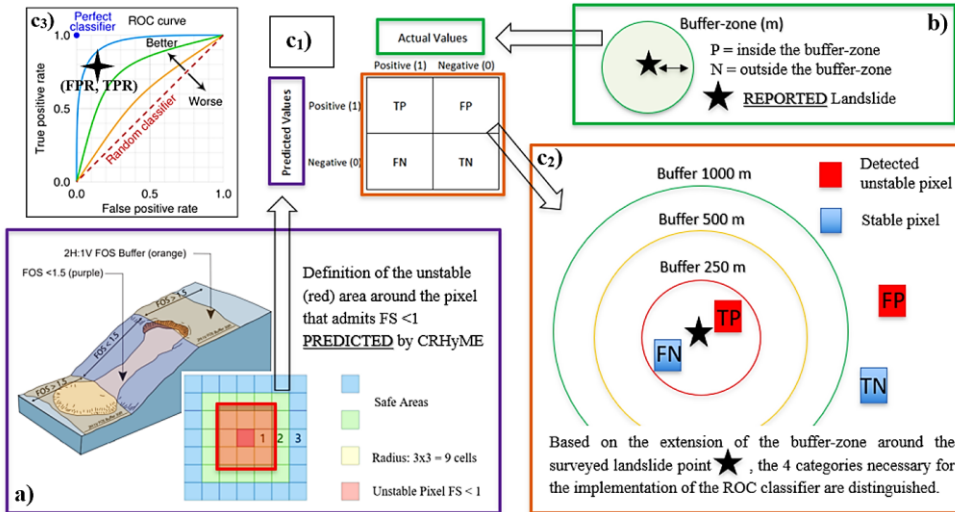 c3)
ROC curve
Perfect
classifier
1.0
Better
(FPR, TPR)
0.5
Worse
Random classifier
0.0
0.0
0.5
1.0
True positive rate
False positive rate
c1)
Actual Values
Positive (1)
Negative (0)
Predicted Values
Positive (1)
TP
FP
Negative (0)
FN
TN
b)
Buffer-zone (m)
P = inside the buffer-zone
N = outside the buffer-zone
REPORTED Landslide
c2)
Buffer 1000 m
Buffer 500 m
Buffer 250 m
Detected
unstable pixel
Stable pixel
TP
FN
FP
TN
Based on the extension of the buffer-zone around the
surveyed landslide point , the 4 categories necessary for
the implementation of the ROC classifier are distinguished.
2H:1V FOS Buffer (orange)
FOS <1.5 (purple)
FOS > 1.5
FOS < 1.5
FOS > 1.5
Definition of the unstable
(red) area around the pixel
that admits FS <1
PREDICTED by CRHyME
1 2 3
Safe Areas
Radius: 3x3 = 9 cells
Unstable Pixel FS < 1
a)